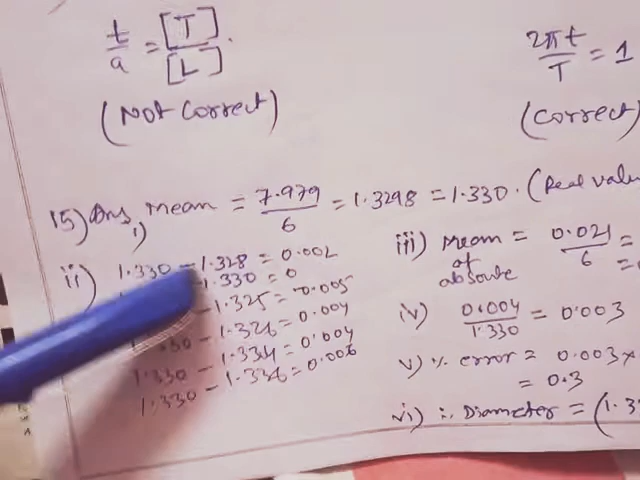 t/a = [T]/[L].
(Not Correct)
2πt/T = 1
(Correct)
15) Ans, i) mean = 7.979/6 = 1.3298 = 1.330. (Real value
ii) 1.330 - 1.328 = 0.002
1.330 = 0
- 1.325 = 0.005
- 1.326 = 0.004
1.330 - 1.334 = 0.004
1.330 - 1.336 = 0.006
iii) Mean of absolute = 0.021/6 =
iv) 0.004/1.330 = 0.003
v) % error = 0.003 ×
= 0.3
vi) ∴ Diameter = (1.3